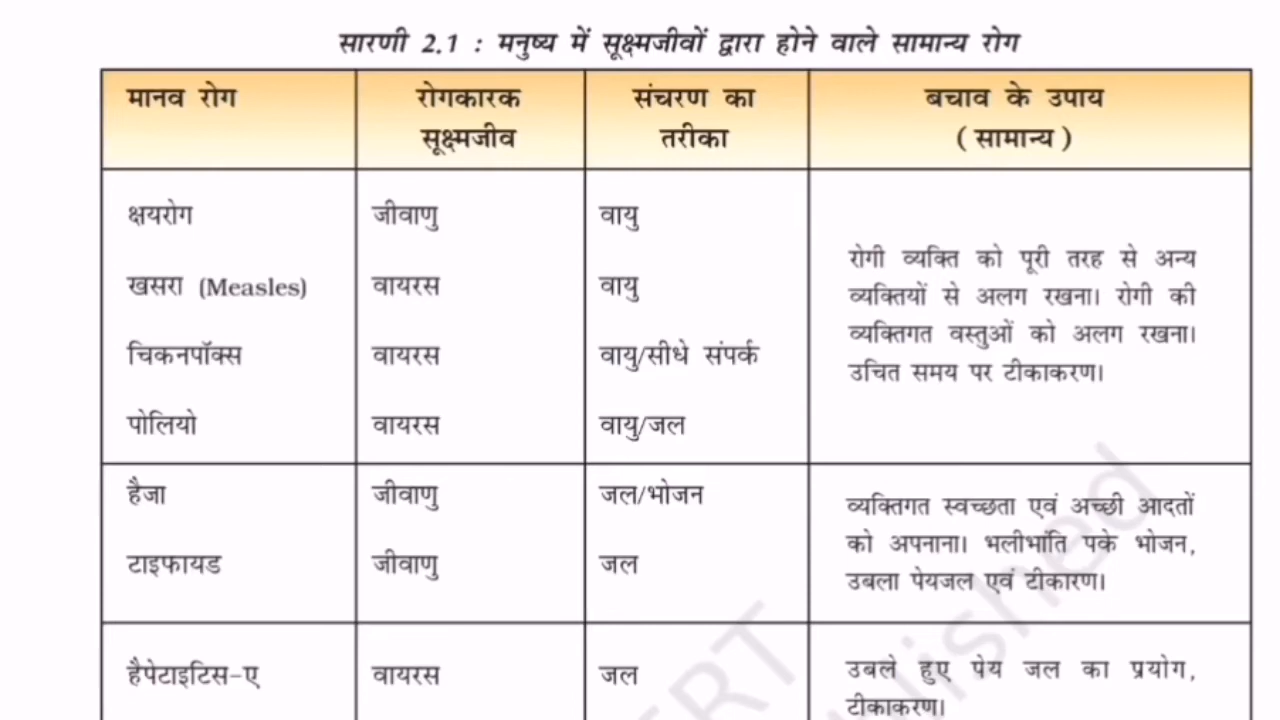 सारणी 2.1 : मनुष्य में सूक्ष्मजीवों द्वारा होने वाले सामान्य रोग
मानव रोग
रोगकारक
सूक्ष्मजीव
संचरण का
तरीका
बचाव के उपाय
(सामान्य)
क्षयरोग
जीवाणु
वायु
खसरा (Measles)
वायरस
वायु
चिकनपॉक्स
वायरस
वायु/सीधे संपर्क
पोलियो
वायरस
वायु/जल
रोगी व्यक्ति को पूरी तरह से अन्य
व्यक्तियों से अलग रखना। रोगी की
व्यक्तिगत वस्तुओं को अलग रखना।
उचित समय पर टीकाकरण।
हैजा
जीवाणु
जल/भोजन
टाइफायड
जीवाणु
जल
व्यक्तिगत स्वच्छता एवं अच्छी आदतों
को अपनाना। भलीभांति पके भोजन,
उबला पेयजल एवं टीकारण।
हैपेटाइटिस-ए
वायरस
जल
उबले हुए पेय जल का प्रयोग,
टीकाकरण।